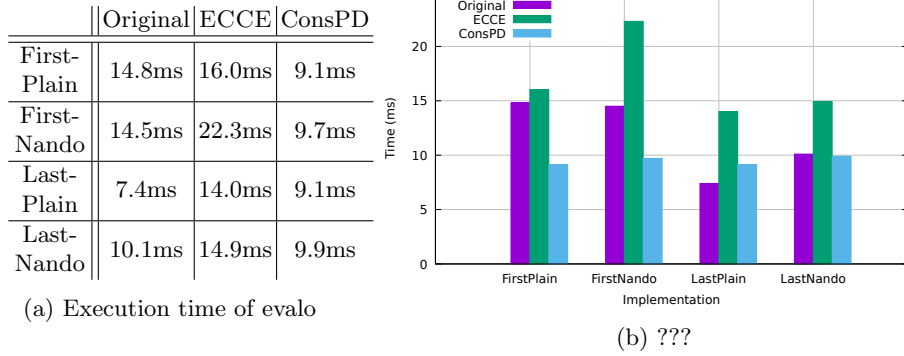 Original ECCE ConsPD
First-
Plain
14.8ms 16.0ms 9.1ms
First-
Nando
14.5ms 22.3ms 9.7ms
Last-
Plain
7.4ms 14.0ms 9.1ms
Last-
Nando
10.1ms 14.9ms 9.9ms
(a) Execution time of evalo
Original
ECCE
ConsPD
20
15
10
5
0
Time (ms)
FirstPlain FirstNando LastPlain LastNando
Implementation
(b) ???